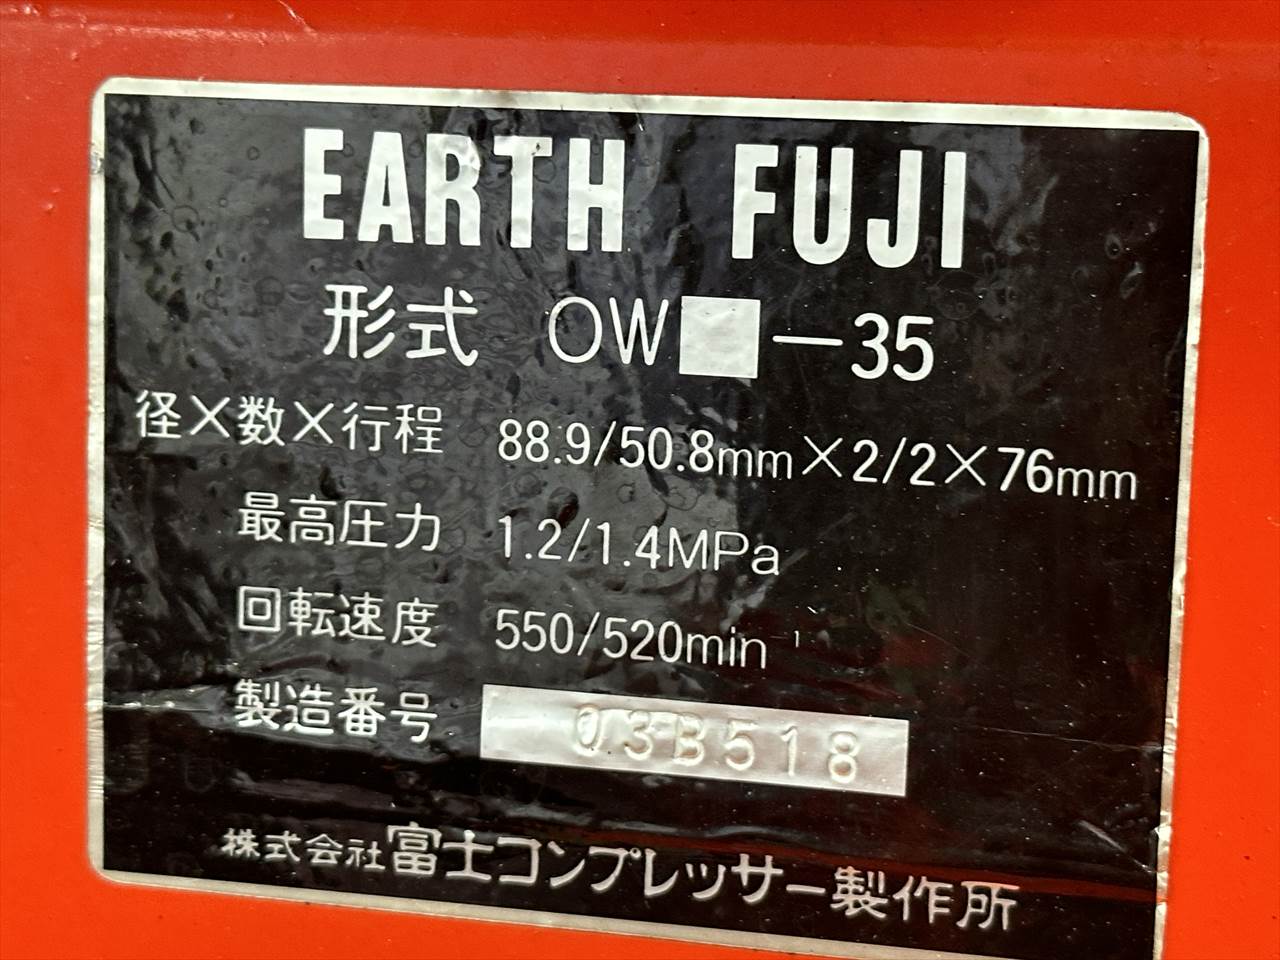 EARTH FUJI
形式 OW□-35
径×数×行程 88.9/50.8mm×2/2×76mm
最高圧力 1.2/1.4MPa
回転速度 550/520min⁻¹
製造番号 03B518
株式会社富士コンプレッサー製作所